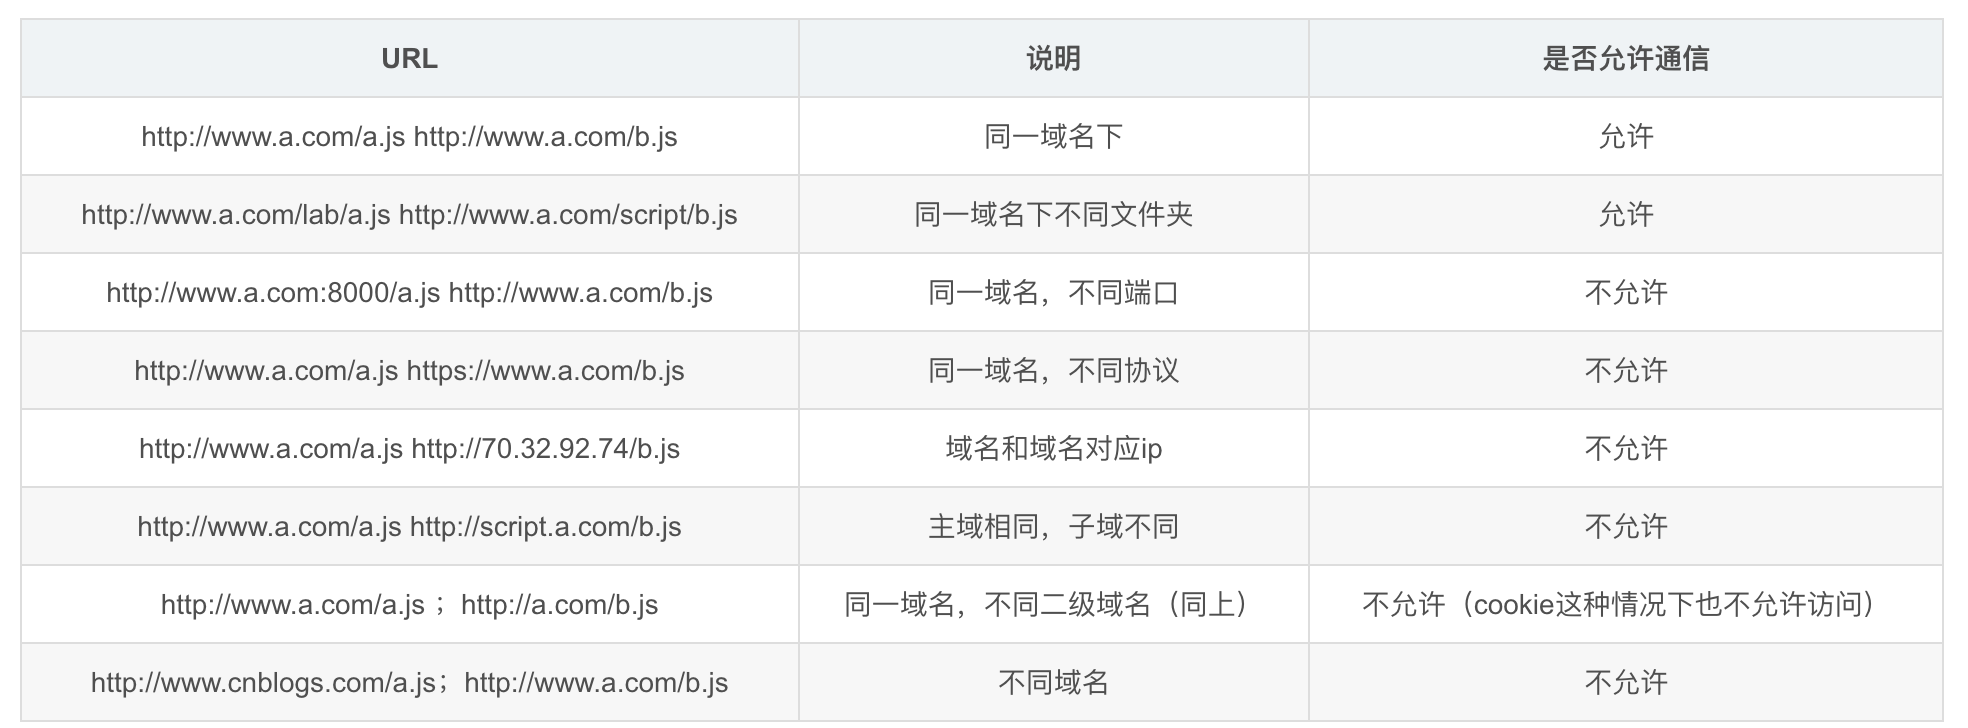 URL 说明 是否允许通信
http://www.a.com/a.js http://www.a.com/b.js 同一域名下 允许
http://www.a.com/lab/a.js http://www.a.com/script/b.js 同一域名下不同文件夹 允许
http://www.a.com:8000/a.js http://www.a.com/b.js 同一域名，不同端口 不允许
http://www.a.com/a.js https://www.a.com/b.js 同一域名，不同协议 不允许
http://www.a.com/a.js http://70.32.92.74/b.js 域名和域名对应ip 不允许
http://www.a.com/a.js http://script.a.com/b.js 主域相同，子域不同 不允许
http://www.a.com/a.js ；http://a.com/b.js 同一域名，不同二级域名（同上） 不允许（cookie这种情况下也不允许访问）
http://www.cnblogs.com/a.js；http://www.a.com/b.js 不同域名 不允许